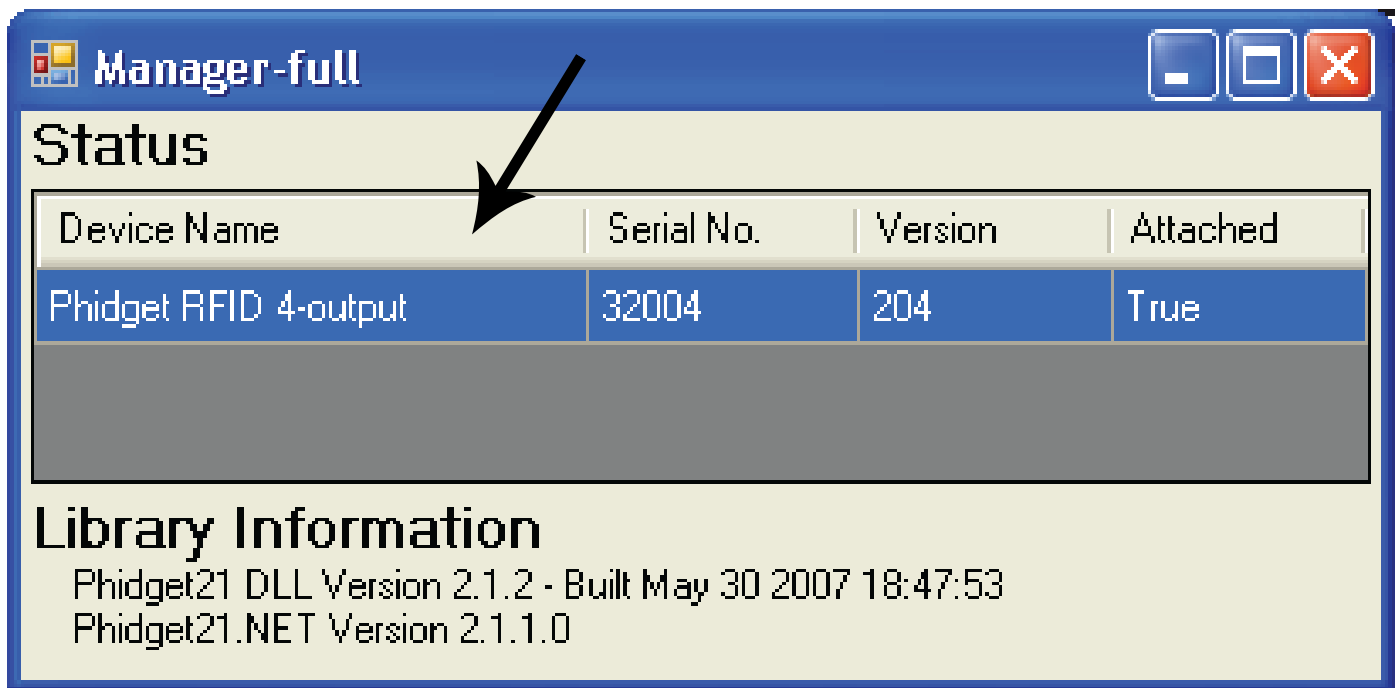 Manager-full
Status
Device Name Serial No. Version Attached
Phidget RFID 4-output 32004 204 True
Library Information
Phidget21 DLL Version 2.1.2 - Built May 30 2007 18:47:53
Phidget21.NET Version 2.1.1.0